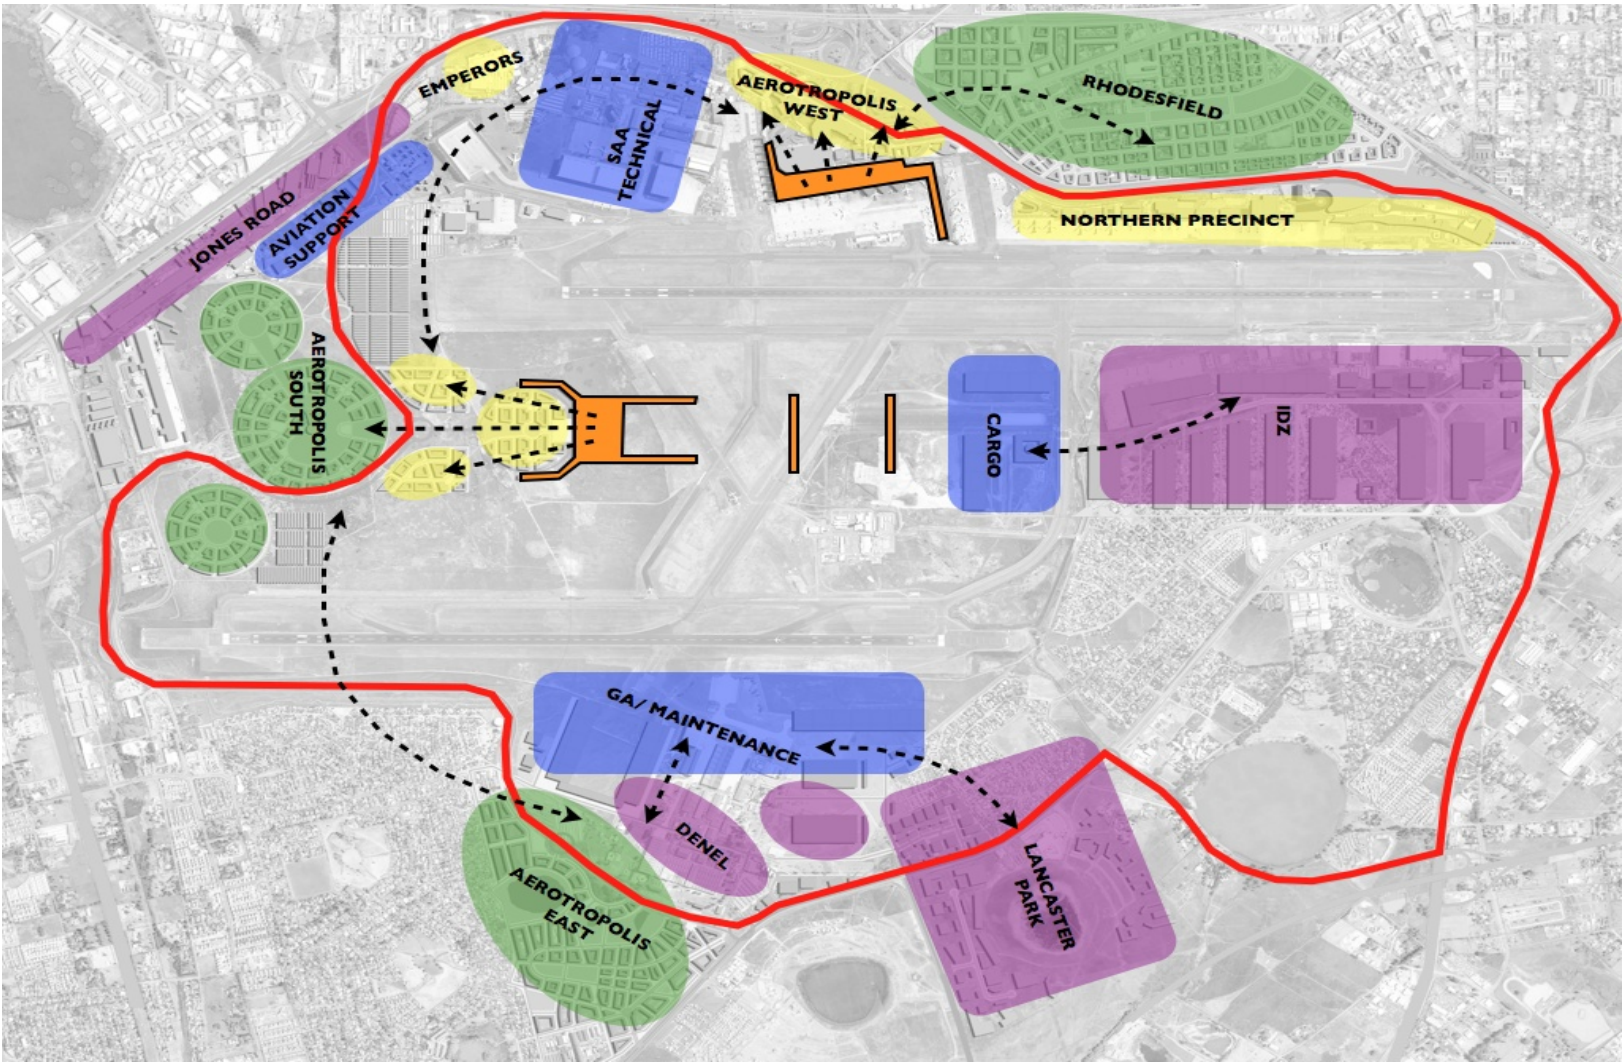 EMPERORS
SAA
TECHNICAL
AEROTROPOLIS
WEST
RHODESFIELD
JONES ROAD
AVIATION
SUPPORT
NORTHERN PRECINCT
AEROTROPOLIS
SOUTH
CARGO
IDZ
GA/ MAINTENANCE
DENEL
LANCASTER
PARK
AEROTROPOLIS
EAST